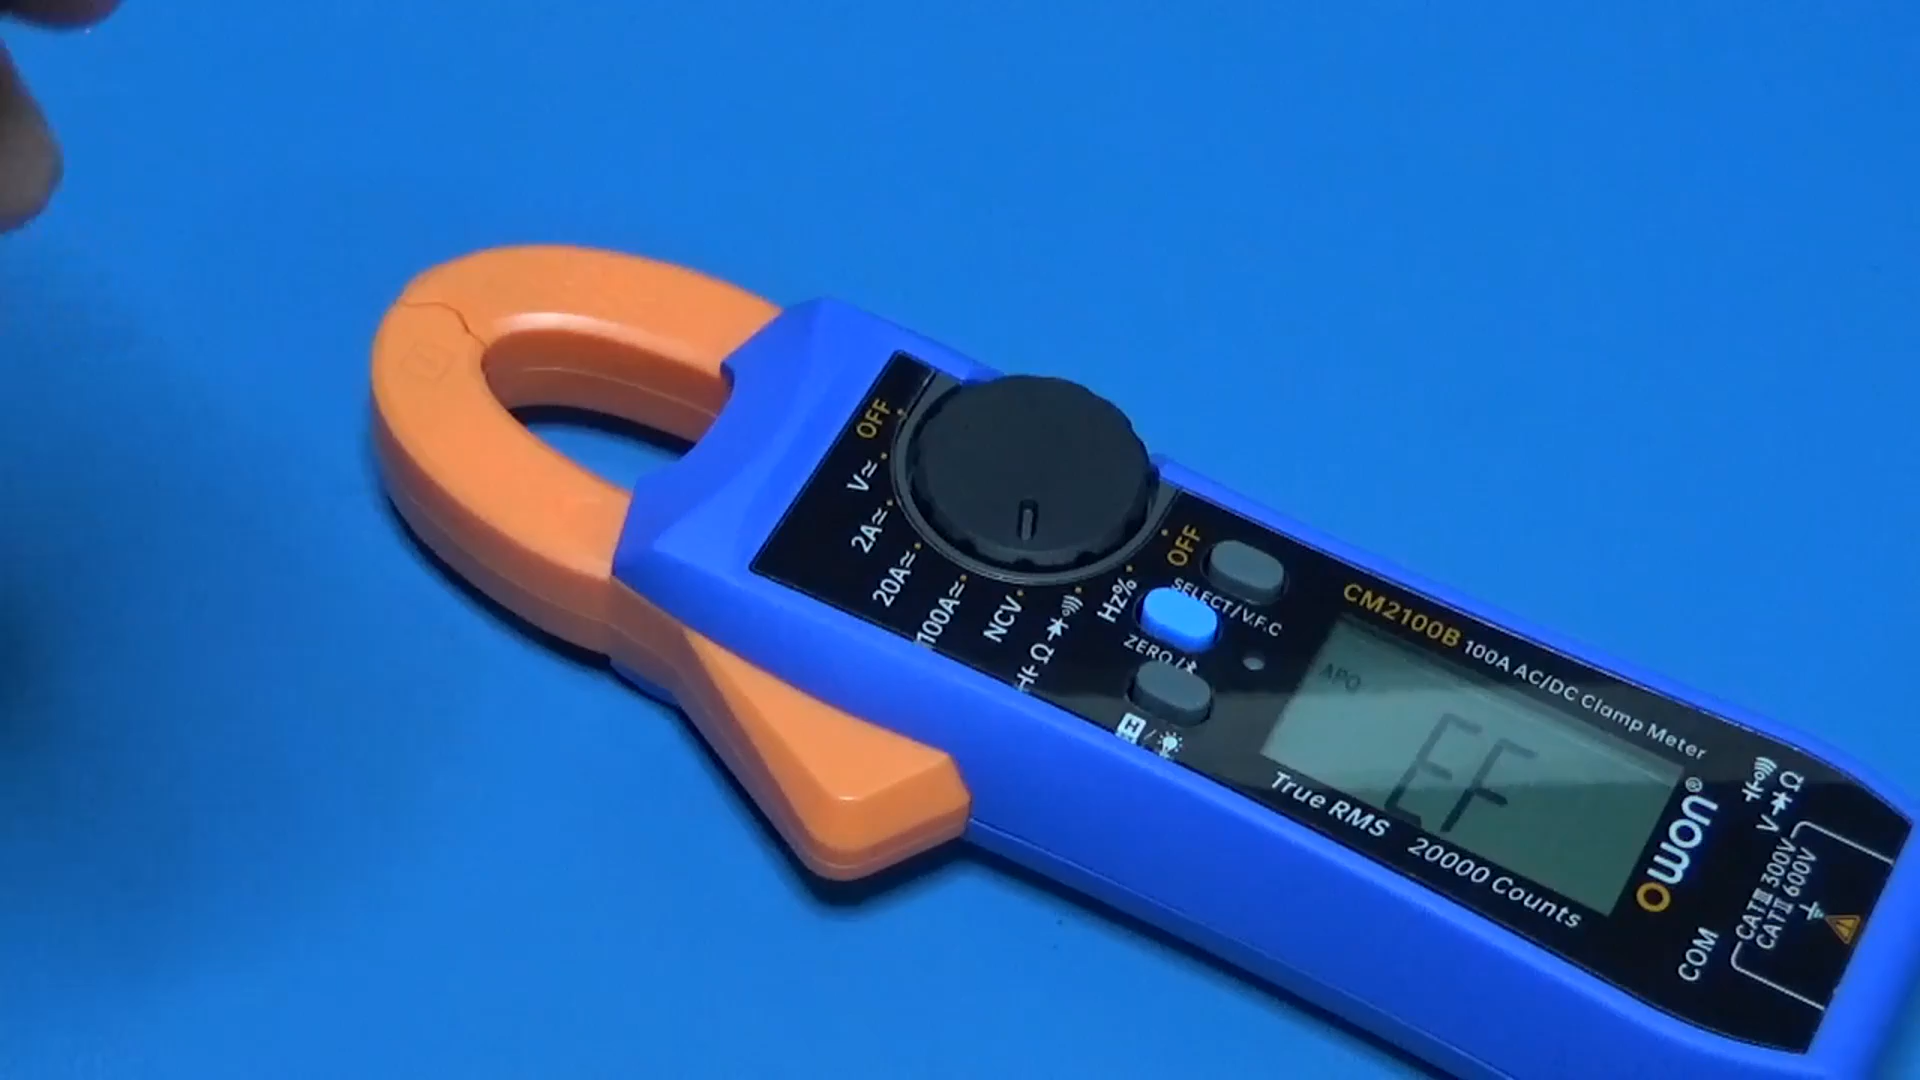 OFF
V≂
2A≂
20A≂
100A≂
NCV
Ω
Hz%
OFF
SELECT/V.F.C
ZERO/
H/
CM2100B 100A AC/DC Clamp Meter
APO
EF
True RMS 20000 Counts
OWON®
V Ω
CAT III 300V
CAT II 600V
COM